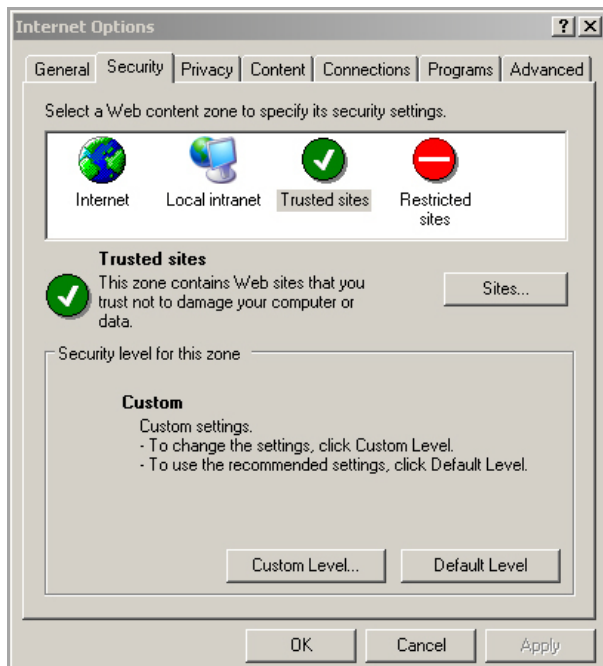 Internet Options
General Security Privacy Content Connections Programs Advanced
Select a Web content zone to specify its security settings.
Internet Local intranet Trusted sites Restricted
sites
Trusted sites
This zone contains Web sites that you
trust not to damage your computer or
data.
Sites...
Security level for this zone
Custom
Custom settings.
- To change the settings, click Custom Level.
- To use the recommended settings, click Default Level.
Custom Level... Default Level
OK Cancel Apply